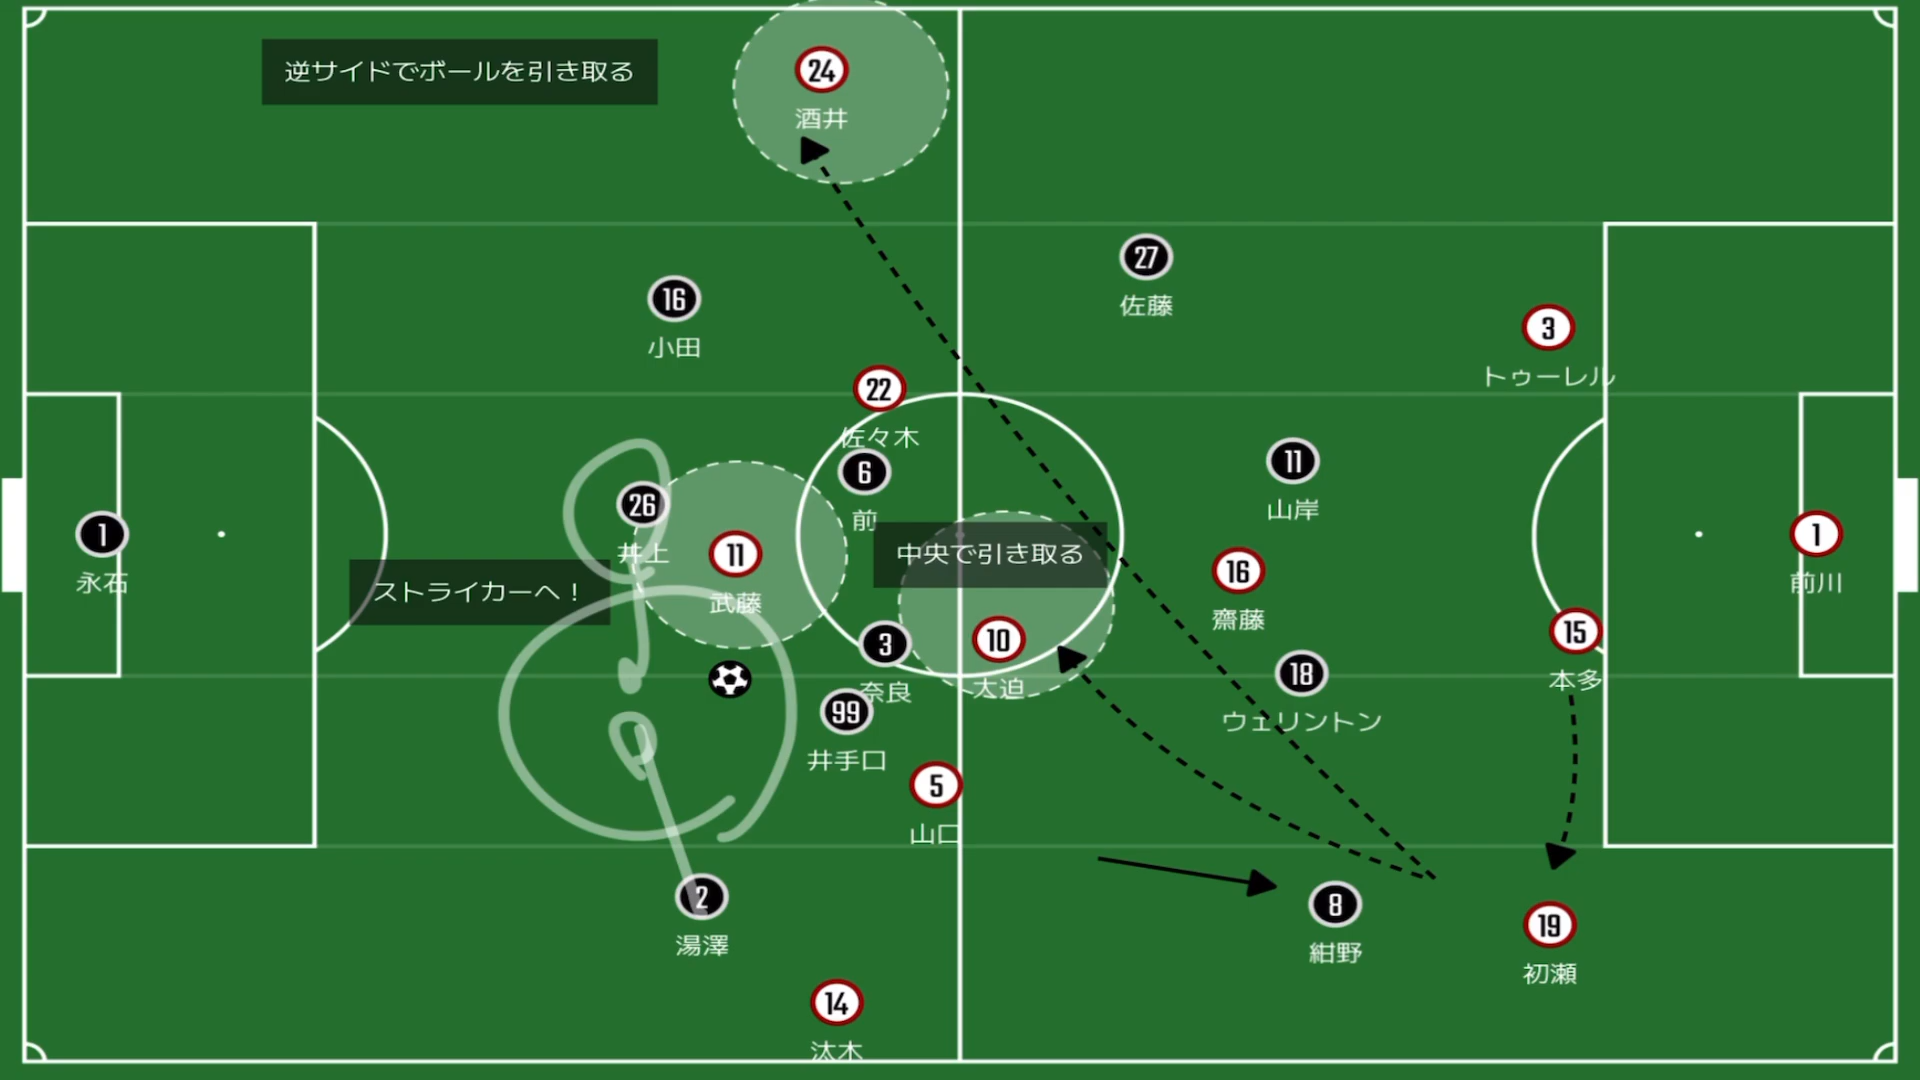 24
酒井
逆サイドでボールを引き取る
27
佐藤
16
小田
3
トゥーレル
22
佐々木
6
前
11
山岸
26
井上
1
永石
11
武藤
ストライカーへ！
中央で引き取る
16
齋藤
1
前川
3
奈良
10
大迫
15
本多
18
ウェリントン
99
井手口
5
山口
2
湯澤
8
紺野
19
初瀬
14
汰木